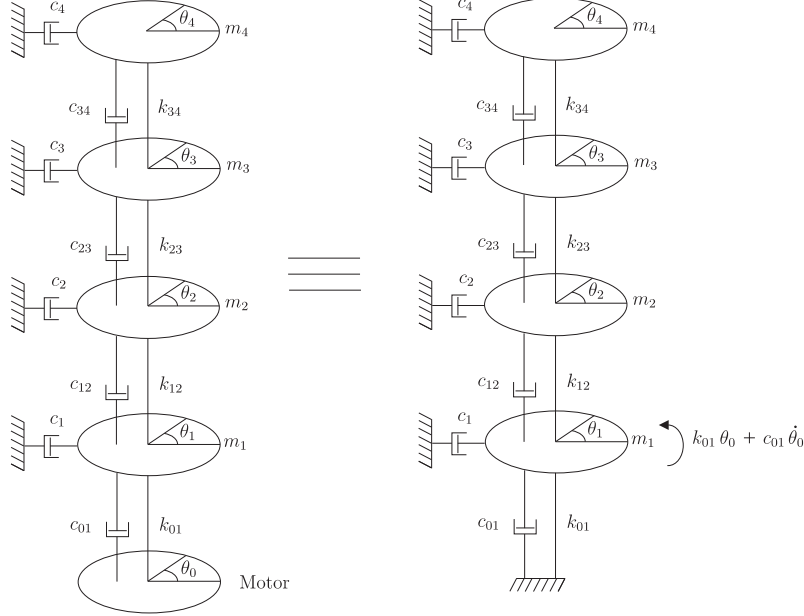 c₄
θ₄
m₄
c₃₄
k₃₄
c₃
θ₃
m₃
c₂₃
k₂₃
c₂
θ₂
m₂
c₁₂
k₁₂
c₁
θ₁
m₁
c₀₁
k₀₁
θ₀
Motor
c₄
θ₄
m₄
c₃₄
k₃₄
c₃
θ₃
m₃
c₂₃
k₂₃
c₂
θ₂
m₂
c₁₂
k₁₂
c₁
θ₁
m₁
k₀₁ θ₀ + c₀₁ θ̇₀
c₀₁
k₀₁